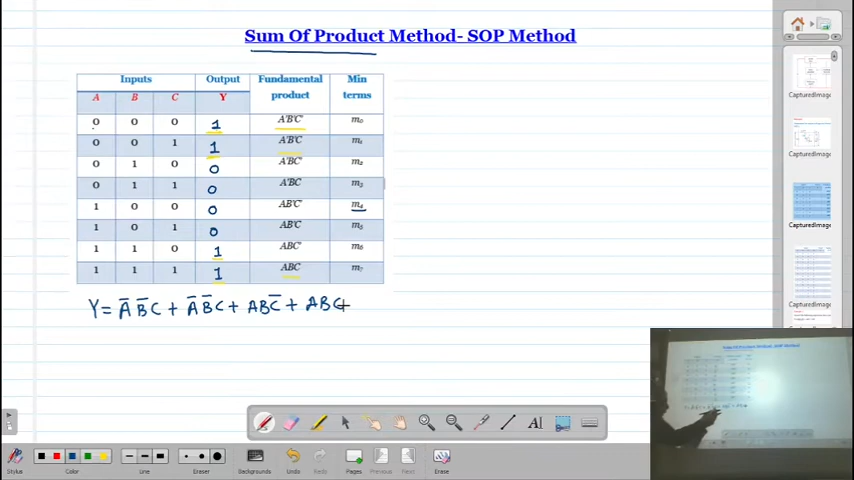 Sum Of Product Method- SOP Method
Inputs Output Fundamental product Min terms
A B C Y
0 0 0 1 A'B'C' m₀
0 0 1 1 A'B'C m₁
0 1 0 0 A'BC' m₂
0 1 1 0 A'BC m₃
1 0 0 0 AB'C' m₄
1 0 1 0 AB'C m₅
1 1 0 1 ABC' m₆
1 1 1 1 ABC m₇
Y = A̅ B̅ C + A̅ B̅ C + A B C̅ + A B C
CapturedImage
CapturedImage
CapturedImage
CapturedImage
AI
Stylus Color Line Eraser Backgrounds Undo Redo Pages Previous Next Erase